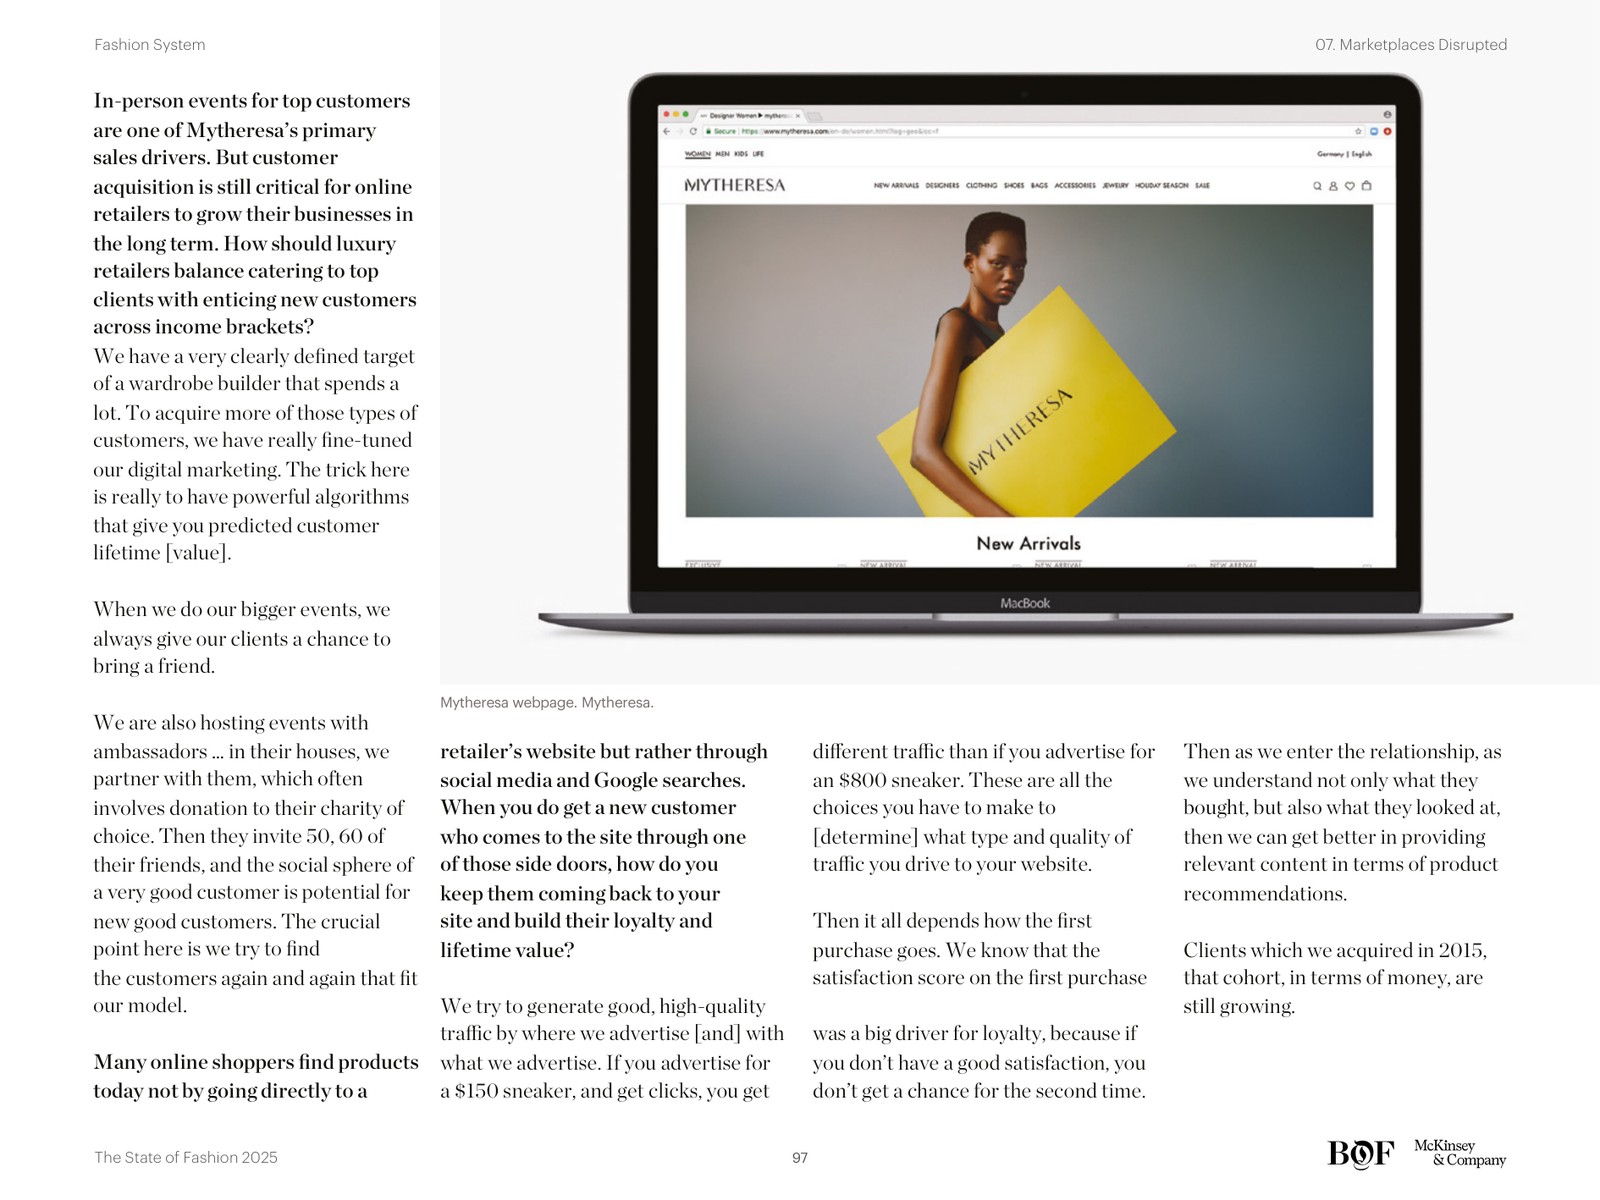 Fashion System
07. Marketplaces Disrupted
In-person events for top customers
are one of Mytheresa’s primary
sales drivers. But customer
acquisition is still critical for online
retailers to grow their businesses in
the long term. How should luxury
retailers balance catering to top
clients with enticing new customers
across income brackets?
We have a very clearly defined target
of a wardrobe builder that spends a
lot. To acquire more of those types of
customers, we have really fine-tuned
our digital marketing. The trick here
is really to have powerful algorithms
that give you predicted customer
lifetime [value].
When we do our bigger events, we
always give our clients a chance to
bring a friend.
We are also hosting events with
ambassadors ... in their houses, we
partner with them, which often
involves donation to their charity of
choice. Then they invite 50, 60 of
their friends, and the social sphere of
a very good customer is potential for
new good customers. The crucial
point here is we try to find
the customers again and again that fit
our model.
Many online shoppers find products
today not by going directly to a
Designer Women
Secure | https://www.mytheresa.com/en-de/women.html
WOMEN MEN KIDS LIFE
Germany | English
MYTHERESA
NEW ARRIVALS DESIGNERS CLOTHING SHOES BAGS ACCESSORIES JEWELRY HOLIDAY SEASON SALE
MYTHERESA
New Arrivals
EXCLUSIVE NEW ARRIVAL NEW ARRIVAL NEW ARRIVAL
MacBook
Mytheresa webpage. Mytheresa.
retailer’s website but rather through
social media and Google searches.
When you do get a new customer
who comes to the site through one
of those side doors, how do you
keep them coming back to your
site and build their loyalty and
lifetime value?
We try to generate good, high-quality
traffic by where we advertise [and] with
what we advertise. If you advertise for
a $150 sneaker, and get clicks, you get
different traffic than if you advertise for
an $800 sneaker. These are all the
choices you have to make to
[determine] what type and quality of
traffic you drive to your website.
Then it all depends how the first
purchase goes. We know that the
satisfaction score on the first purchase
was a big driver for loyalty, because if
you don’t have a good satisfaction, you
don’t get a chance for the second time.
Then as we enter the relationship, as
we understand not only what they
bought, but also what they looked at,
then we can get better in providing
relevant content in terms of product
recommendations.
Clients which we acquired in 2015,
that cohort, in terms of money, are
still growing.
The State of Fashion 2025
97
BOF
McKinsey
& Company